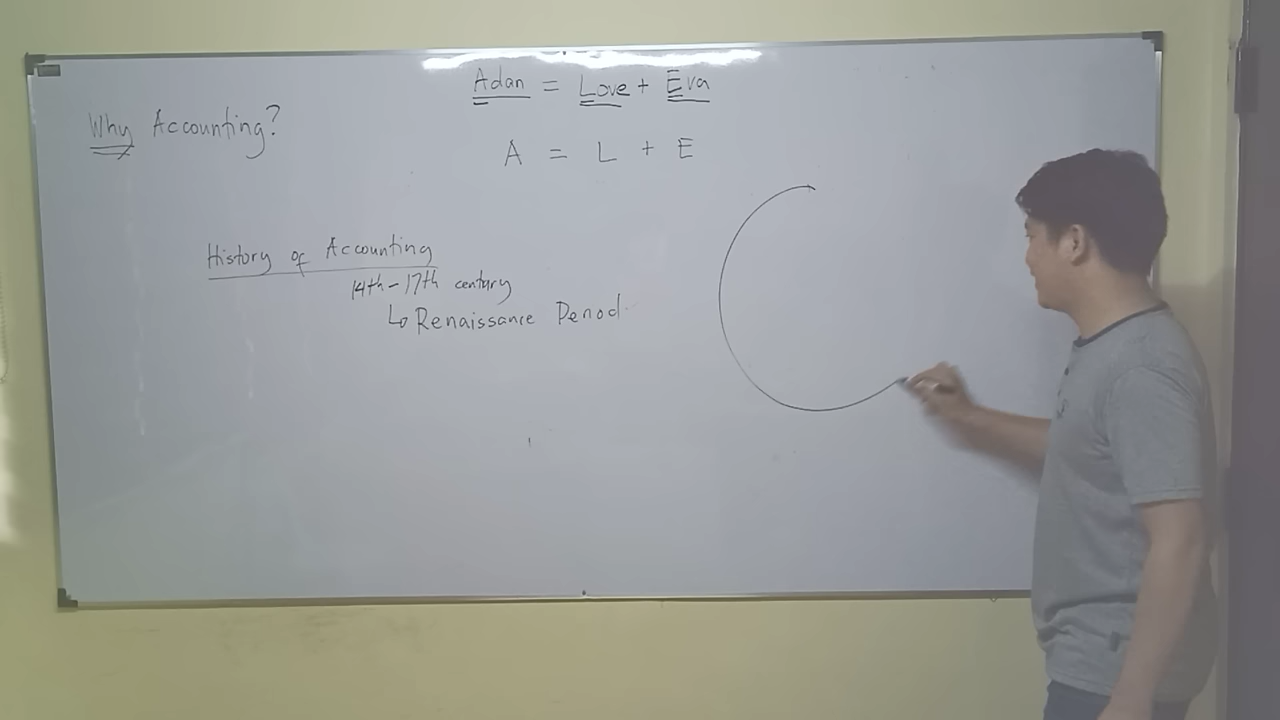 Adan = Love + Eva
Why Accounting?
A = L + E
History of Accounting
14th - 17th century
↳ Renaissance Period